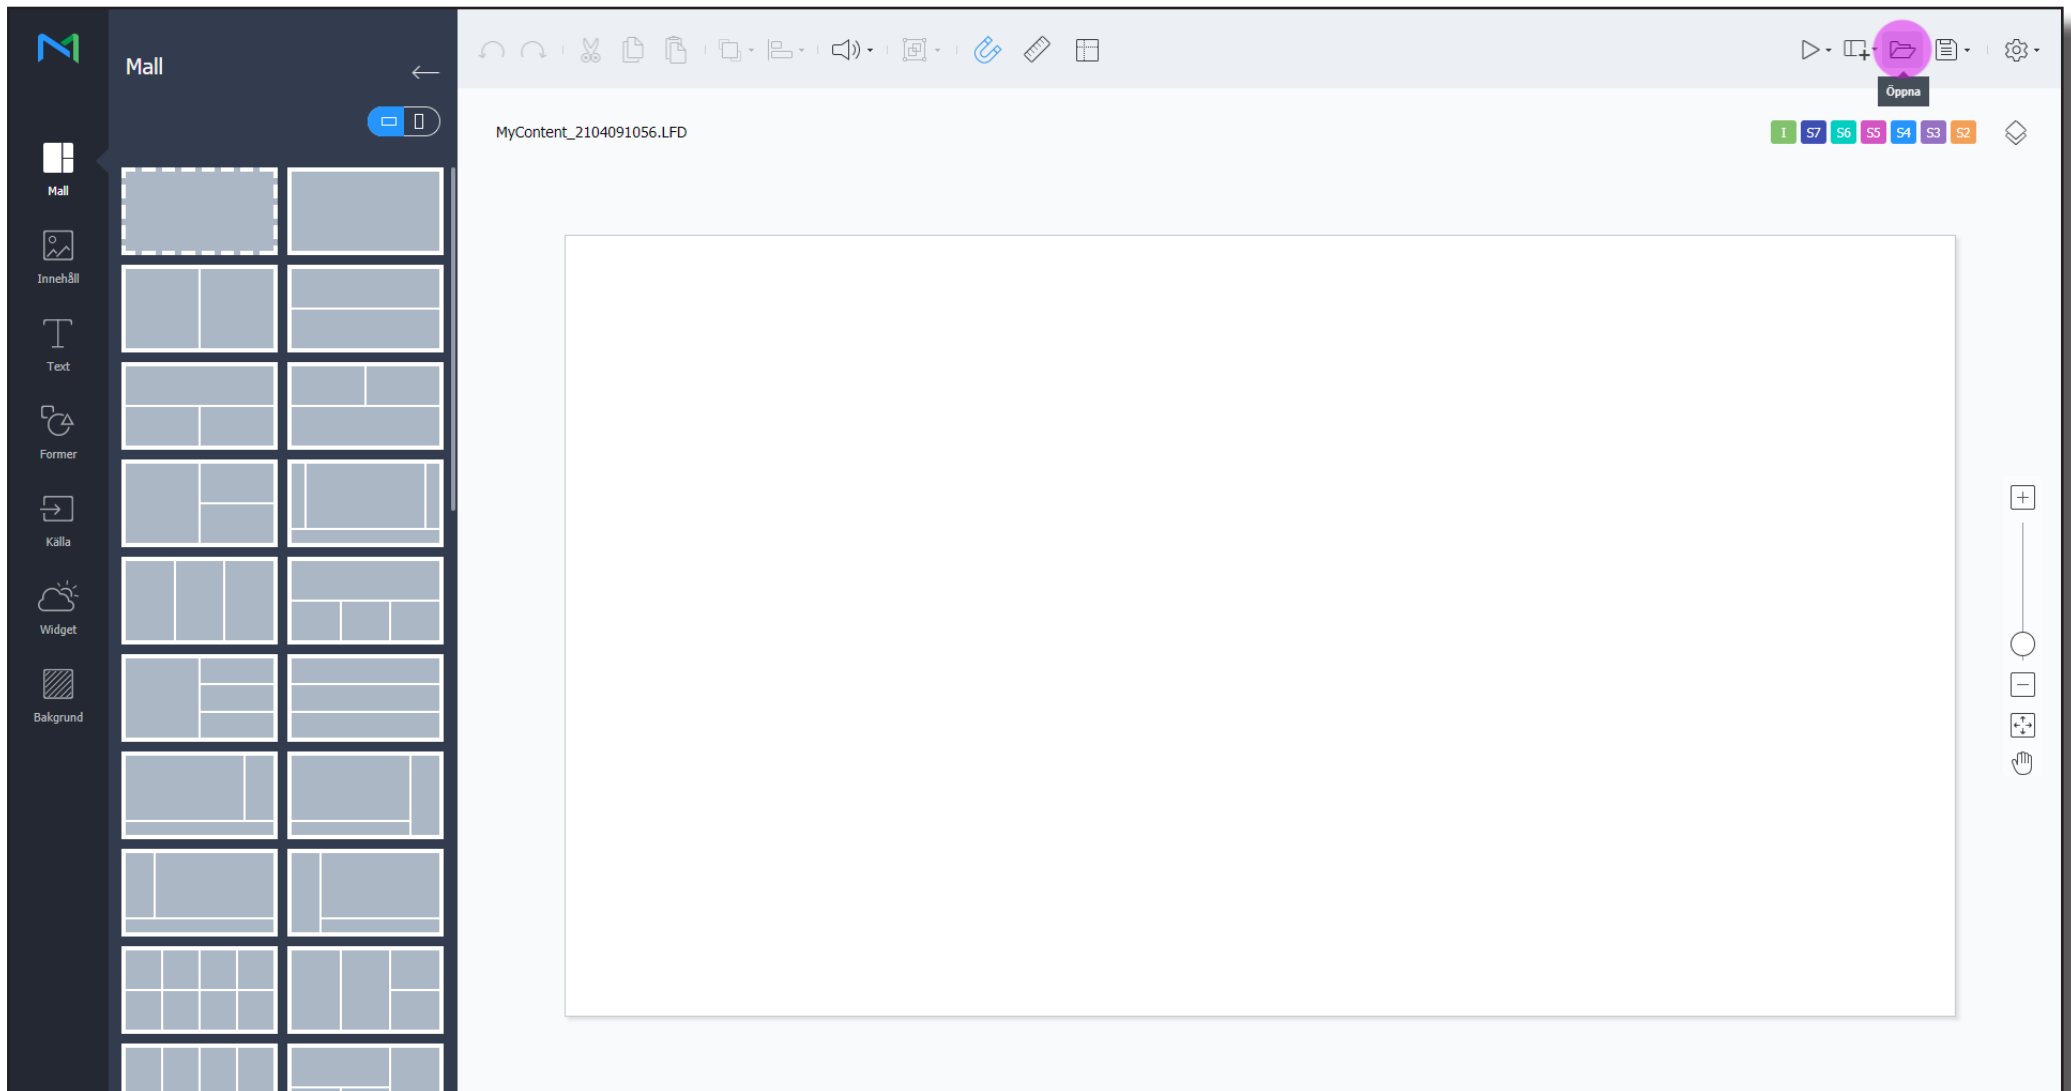 Mall
Öppna
MyContent_2104091056.LFD
I S7 S6 S5 S4 S3 S2
Mall
Innehåll
Text
Former
Källa
Widget
Bakgrund